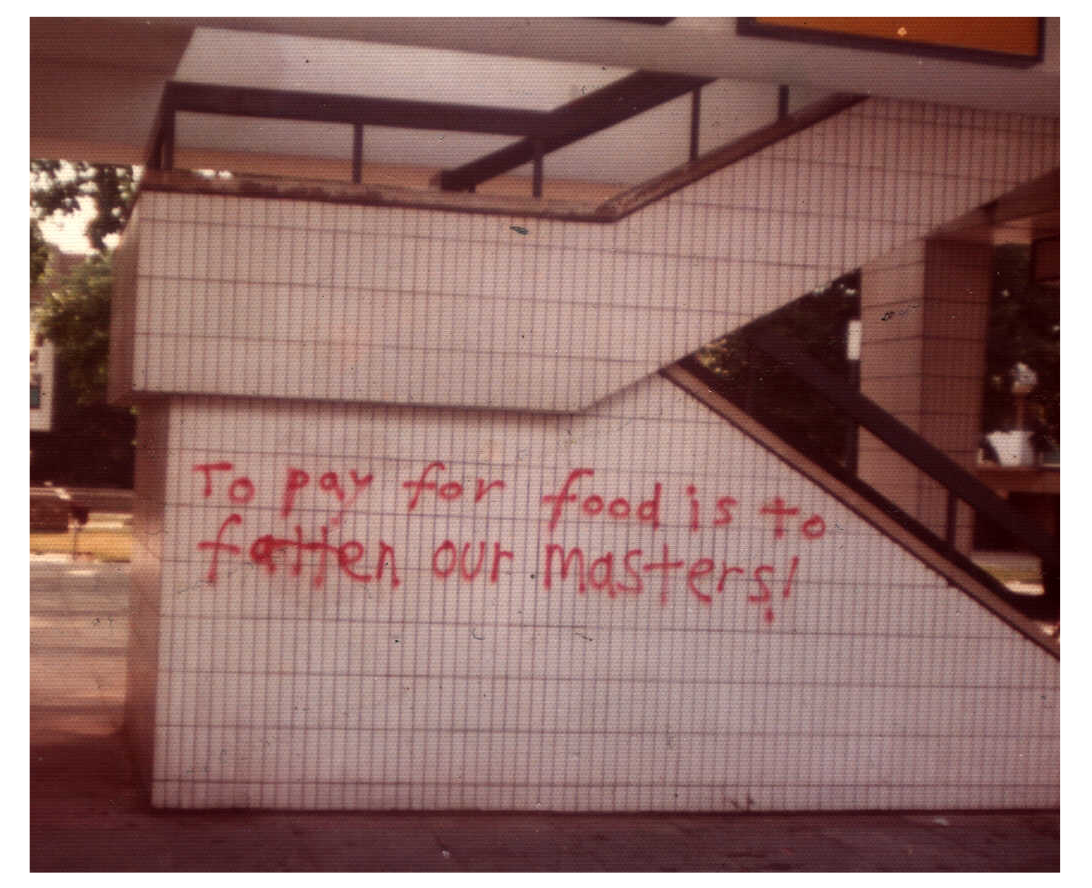 To pay for food is to
fatten our masters!